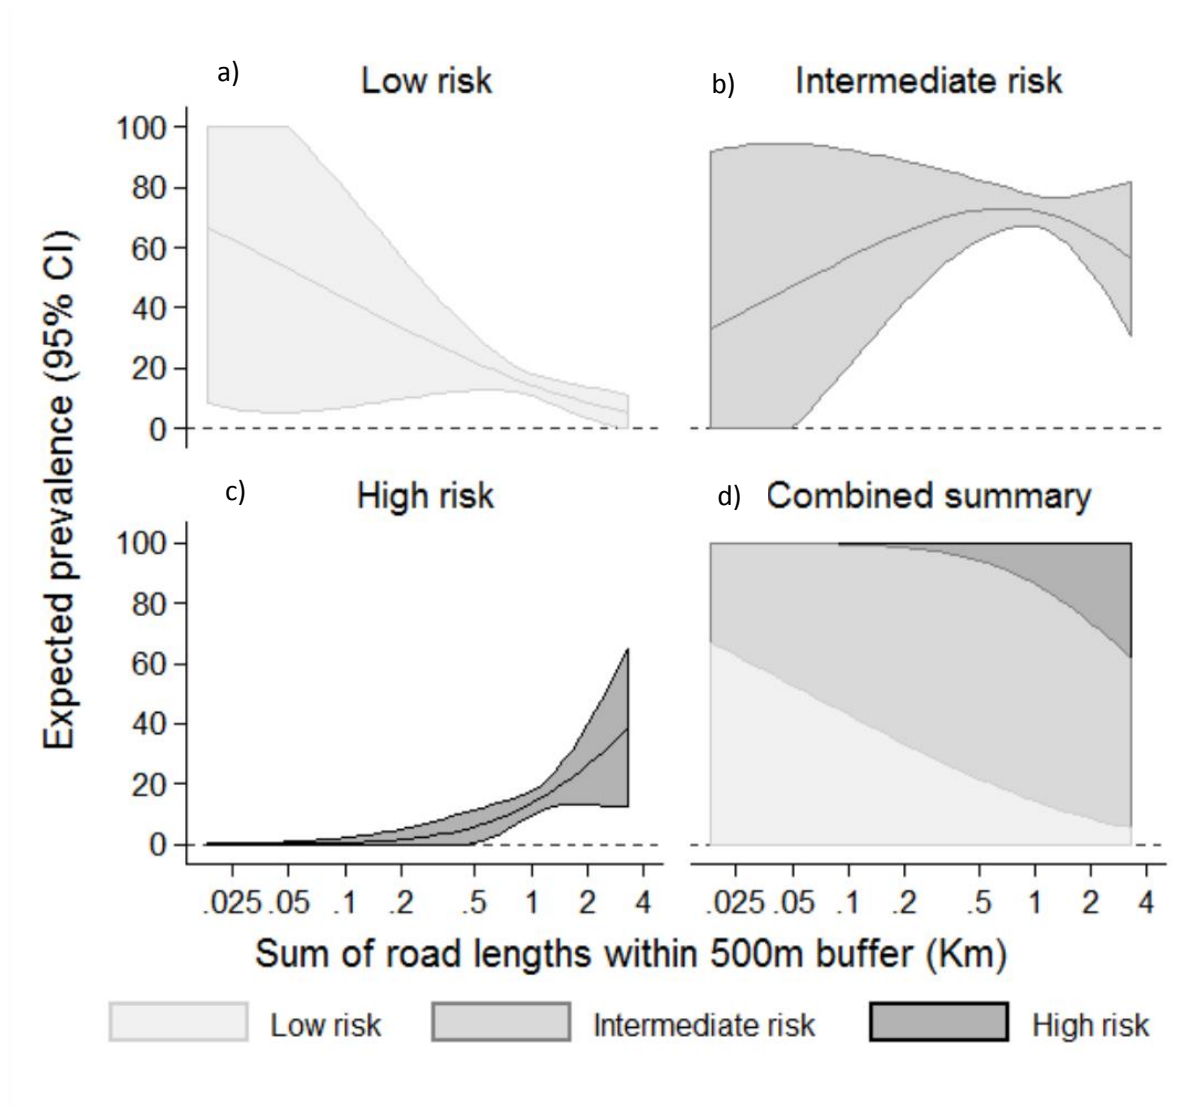 a) Low risk
b) Intermediate risk
100
80
60
40
20
0
Expected prevalence (95% CI)
c) High risk
d) Combined summary
100
80
60
40
20
0
.025 .05 .1 .2 .5 1 2 4
.025 .05 .1 .2 .5 1 2 4
Sum of road lengths within 500m buffer (Km)
Low risk
Intermediate risk
High risk